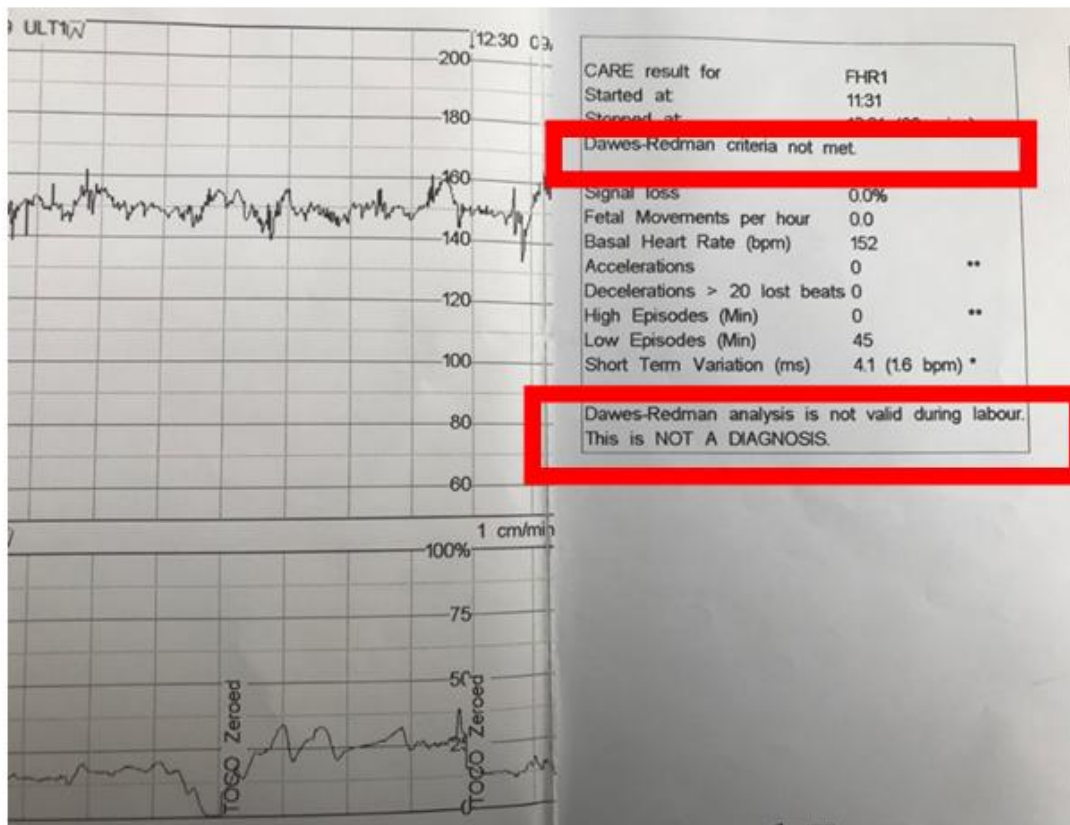 ULT1
12:30 09
200
180
160
140
120
100
80
60
1 cm/min
100%
75
50
25
0
TOCO Zeroed
TOCO Zeroed
CARE result for FHR1
Started at 11:31
Stopped at
Dawes-Redman criteria not met.
Signal loss 0.0%
Fetal Movements per hour 0.0
Basal Heart Rate (bpm) 152
Accelerations 0 **
Decelerations > 20 lost beats 0
High Episodes (Min) 0 **
Low Episodes (Min) 45
Short Term Variation (ms) 4.1 (1.6 bpm) *
Dawes-Redman analysis is not valid during labour.
This is NOT A DIAGNOSIS.